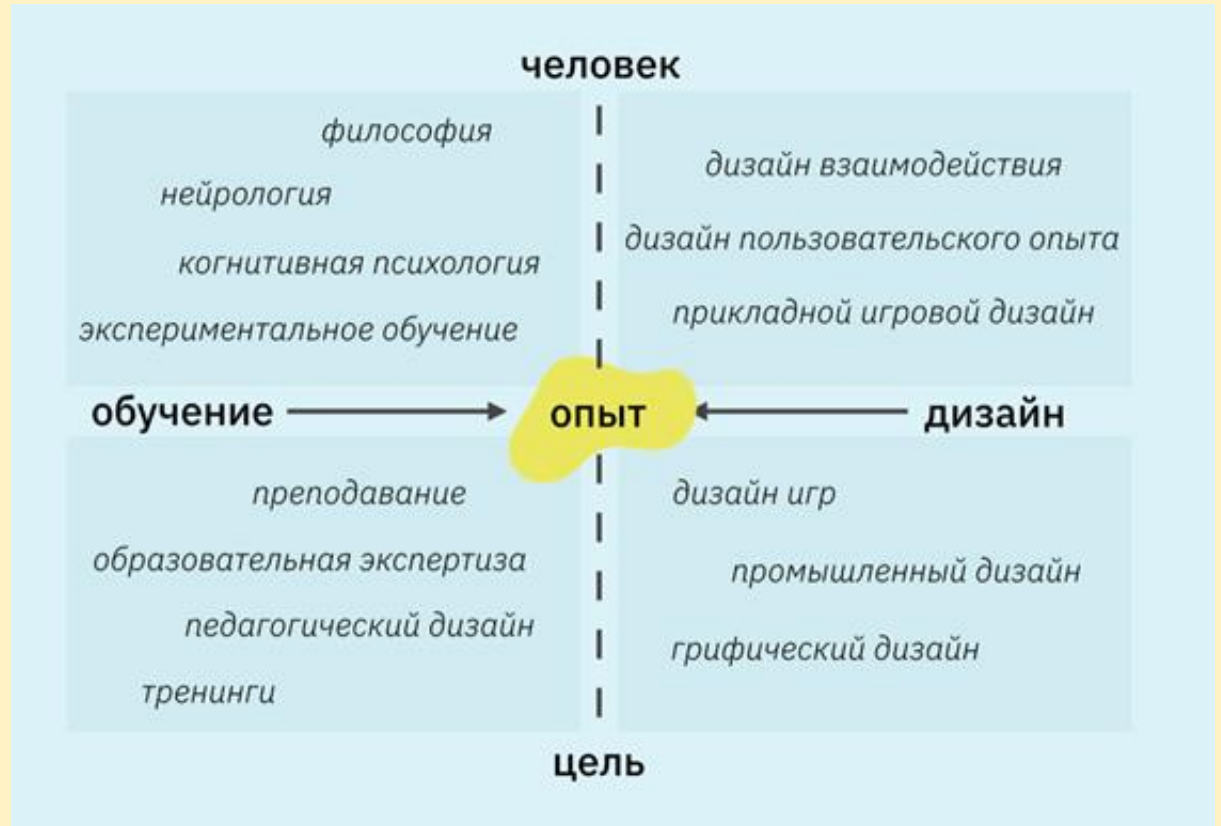 человек
философия
нейрология
когнитивная психология
экспериментальное обучение
дизайн взаимодействия
дизайн пользовательского опыта
прикладной игровой дизайн
обучение
опыт
дизайн
преподавание
образовательная экспертиза
педагогический дизайн
тренинги
дизайн игр
промышленный дизайн
грифический дизайн
цель